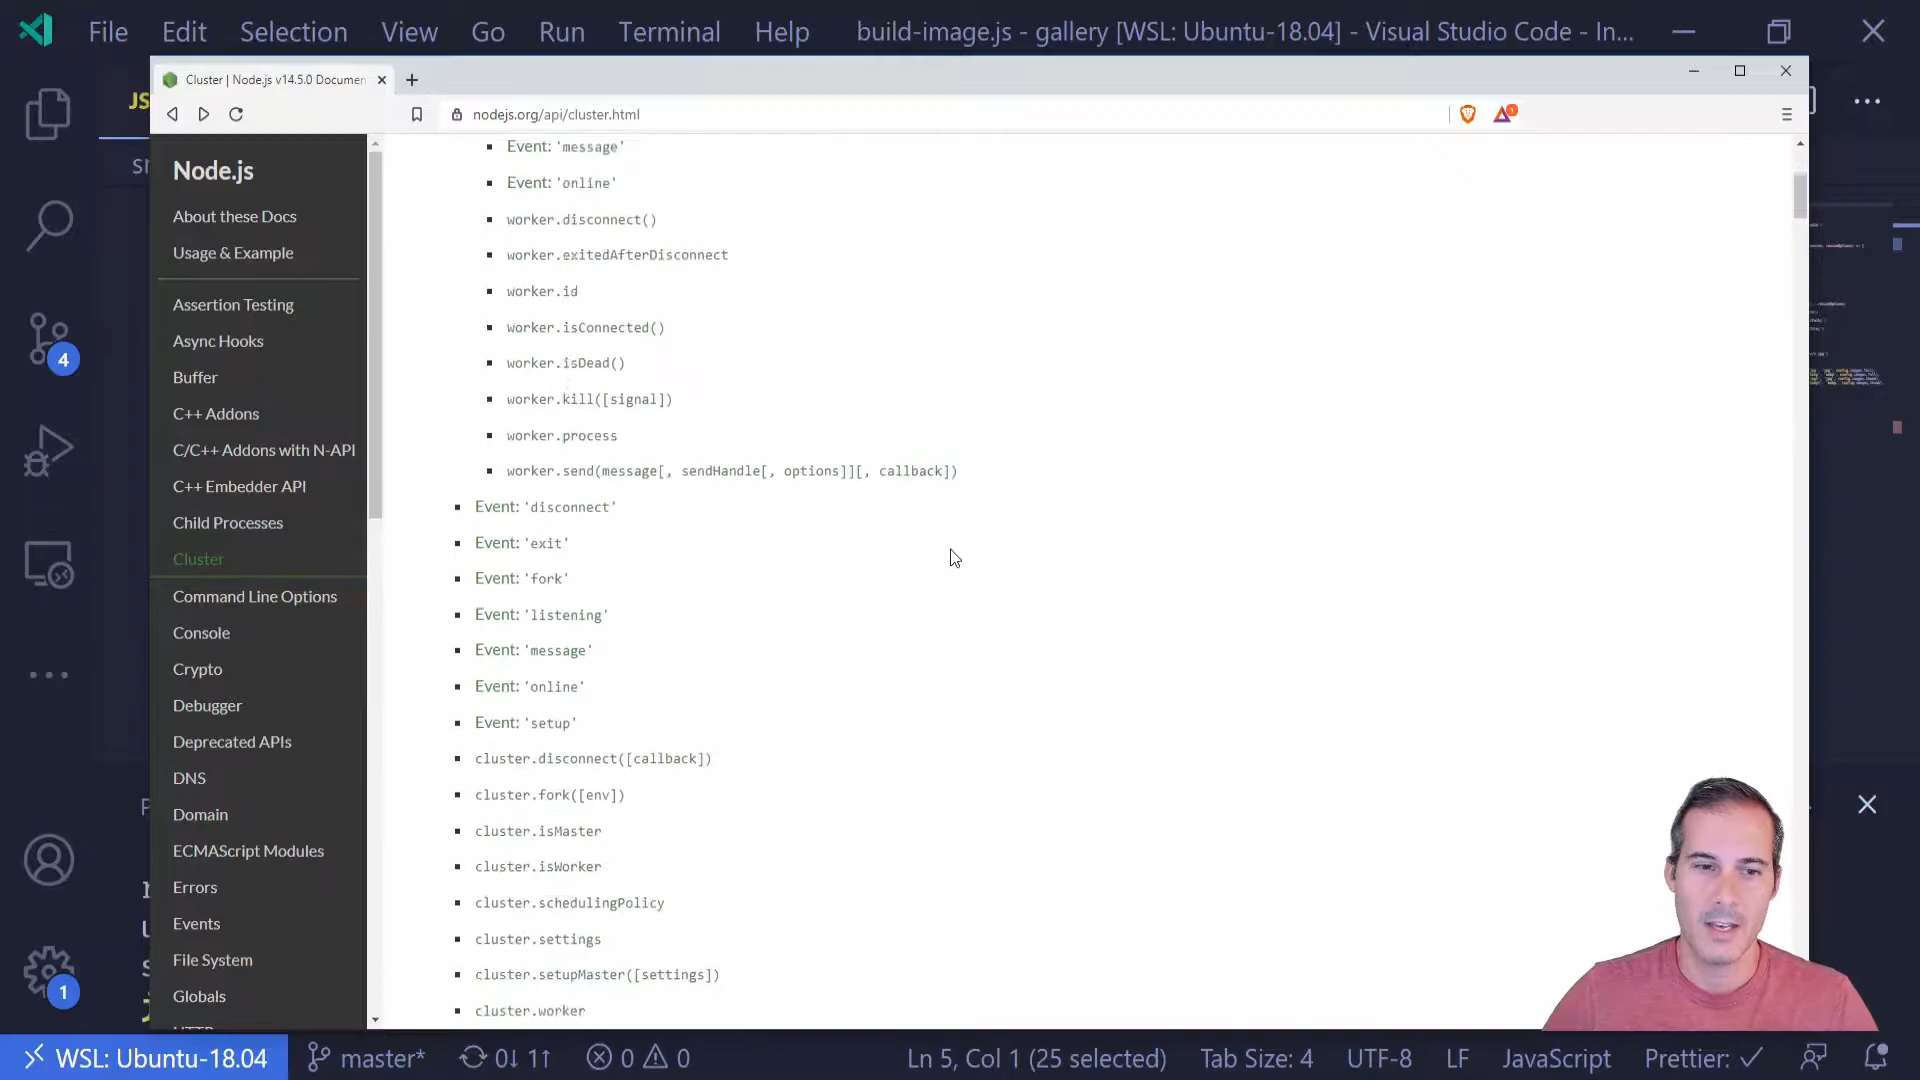 File Edit Selection View Go Run Terminal Help build-image.js - gallery [WSL: Ubuntu-18.04] - Visual Studio Code - In...
JS
Cluster | Node.js v14.5.0 Documen
nodejs.org/api/cluster.html
1
Node.js
About these Docs
Usage & Example
Assertion Testing
Async Hooks
Buffer
C++ Addons
C/C++ Addons with N-API
C++ Embedder API
Child Processes
Cluster
Command Line Options
Console
Crypto
Debugger
Deprecated APIs
DNS
Domain
ECMAScript Modules
Errors
Events
File System
Globals
HTTP
Event: 'message'
Event: 'online'
worker.disconnect()
worker.exitedAfterDisconnect
worker.id
worker.isConnected()
worker.isDead()
worker.kill([signal])
worker.process
worker.send(message[, sendHandle[, options]][, callback])
Event: 'disconnect'
Event: 'exit'
Event: 'fork'
Event: 'listening'
Event: 'message'
Event: 'online'
Event: 'setup'
cluster.disconnect([callback])
cluster.fork([env])
cluster.isMaster
cluster.isWorker
cluster.schedulingPolicy
cluster.settings
cluster.setupMaster([settings])
cluster.worker
4
1
WSL: Ubuntu-18.04 master* 0↓ 1↑ 0 0 Ln 5, Col 1 (25 selected) Tab Size: 4 UTF-8 LF JavaScript Prettier: ✓